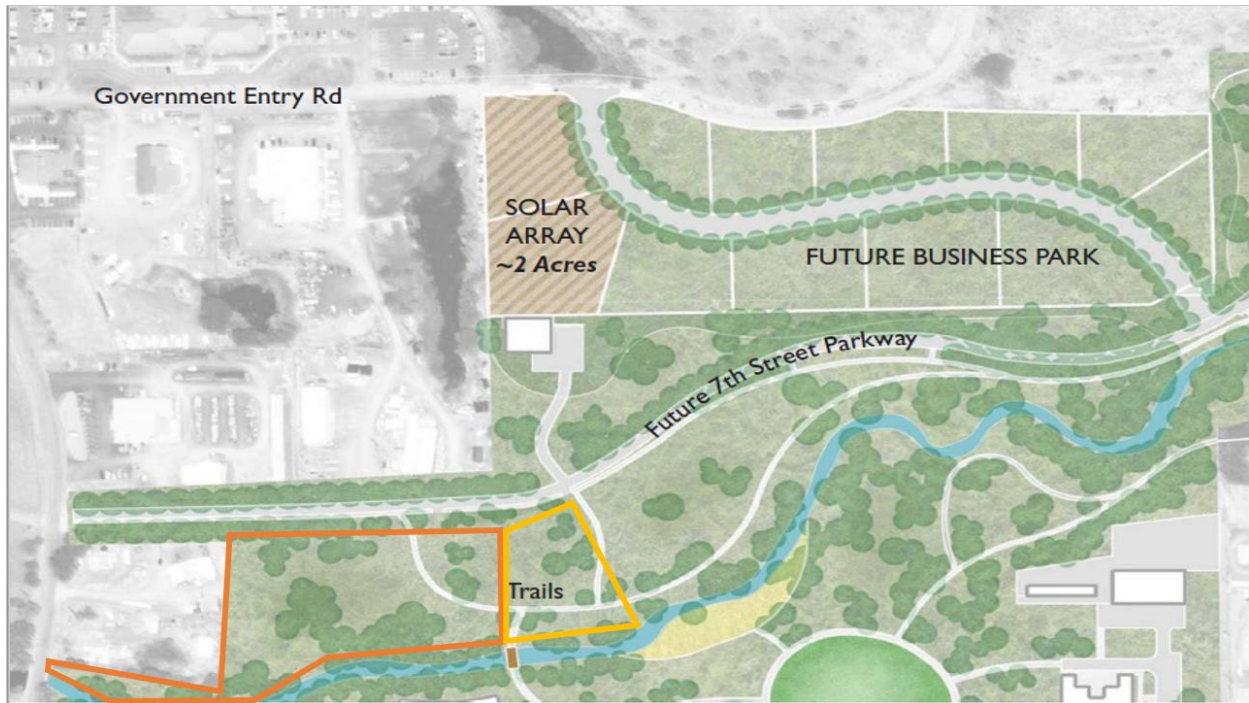 Government Entry Rd
SOLAR
ARRAY
~2 Acres
FUTURE BUSINESS PARK
Future 7th Street Parkway
Trails